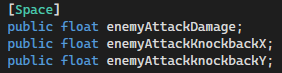 [Space]
public float enemyAttackDamage;
public float enemyAttackKnockbackX;
public float enemyAttackknockbackY;